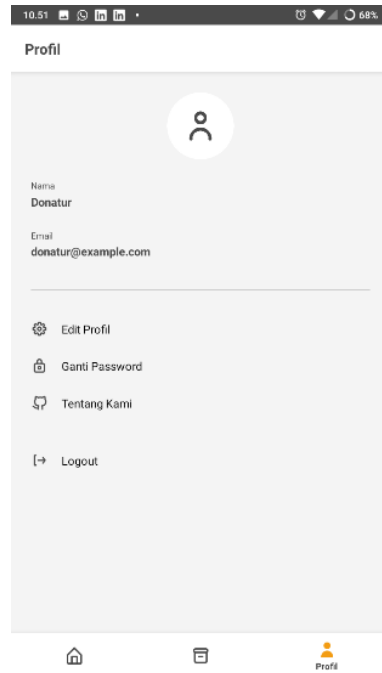 10.51
68%
Profil
Nama
Donatur
Email
donatur@example.com
Edit Profil
Ganti Password
Tentang Kami
Logout
Profil